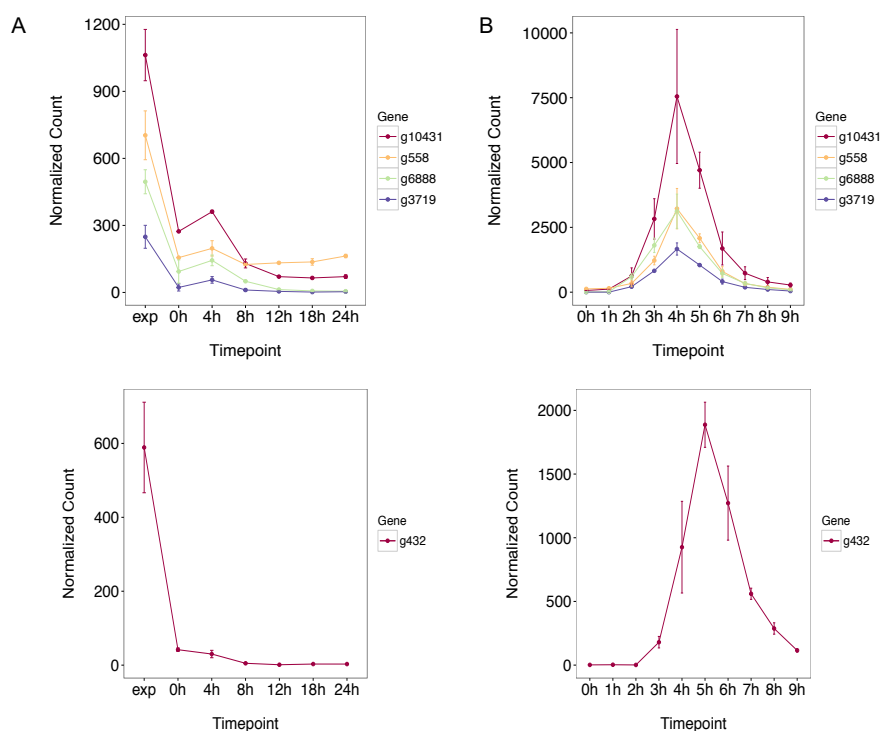 A
Normalized Count
1200
900
600
300
0
exp 0h 4h 8h 12h 18h 24h
Timepoint
Gene
g10431
g558
g6888
g3719
B
Normalized Count
10000
7500
5000
2500
0
0h 1h 2h 3h 4h 5h 6h 7h 8h 9h
Timepoint
Gene
g10431
g558
g6888
g3719
Normalized Count
600
400
200
0
exp 0h 4h 8h 12h 18h 24h
Timepoint
Gene
g432
Normalized Count
2000
1500
1000
500
0
0h 1h 2h 3h 4h 5h 6h 7h 8h 9h
Timepoint
Gene
g432